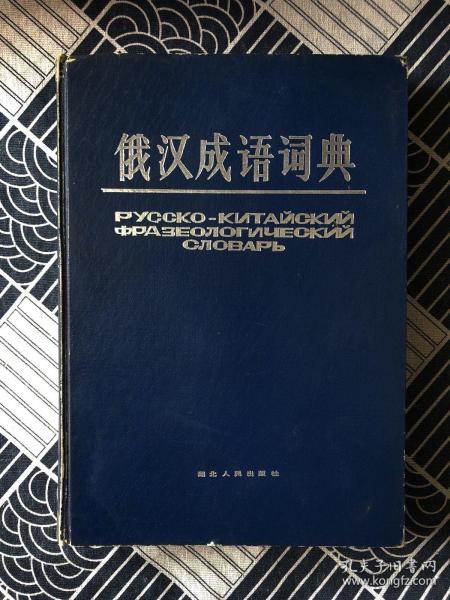 俄汉成语词典
РУССКО-КИТАЙСКИЙ
ФРАЗЕОЛОГИЧЕСКИЙ
СЛОВАРЬ
湖北人民出版社
孔夫子旧书网
www.kongfz.com